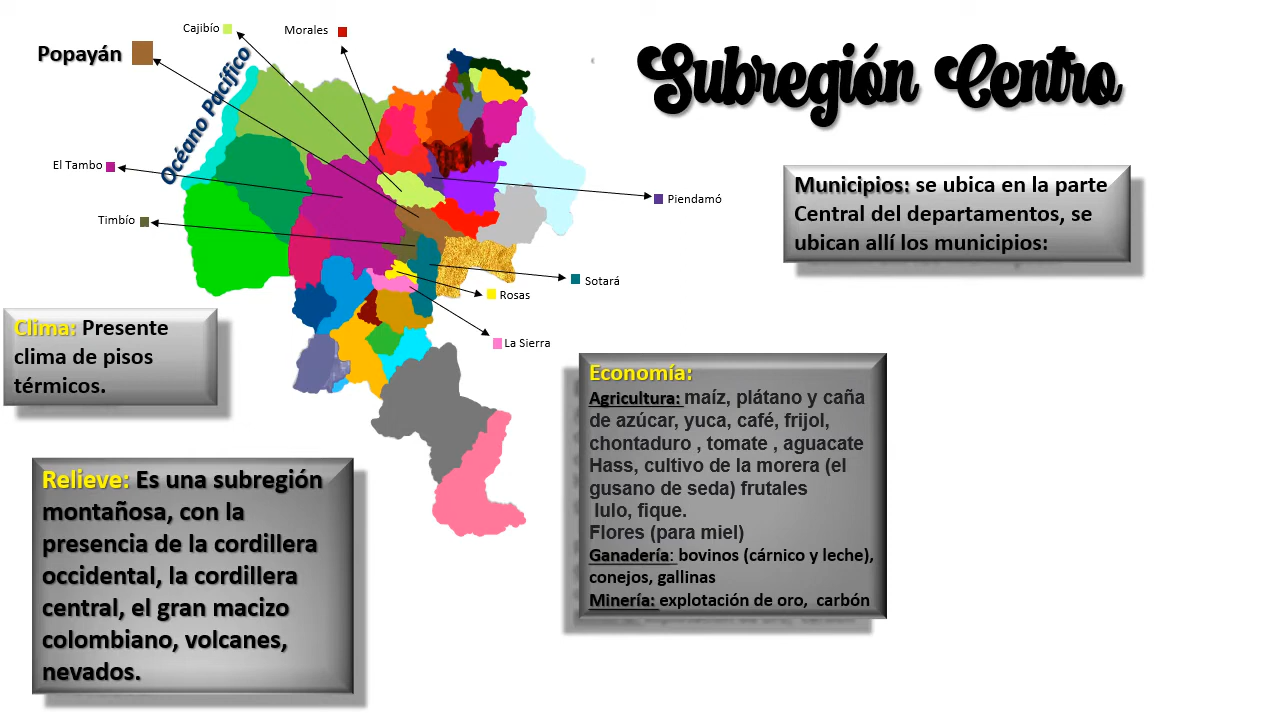 Subregión Centro
Cajibío
Morales
Popayán
Océano Pacífico
El Tambo
Timbío
Piendamó
Sotará
Rosas
La Sierra
Municipios: se ubica en la parte
Central del departamentos, se
ubican allí los municipios:
Clima: Presente
clima de pisos
térmicos.
Relieve: Es una subregión
montañosa, con la
presencia de la cordillera
occidental, la cordillera
central, el gran macizo
colombiano, volcanes,
nevados.
Economía:
Agricultura: maíz, plátano y caña
de azúcar, yuca, café, frijol,
chontaduro , tomate , aguacate
Hass, cultivo de la morera (el
gusano de seda) frutales
lulo, fique.
Flores (para miel)
Ganadería: bovinos (cárnico y leche),
conejos, gallinas
Minería: explotación de oro, carbón